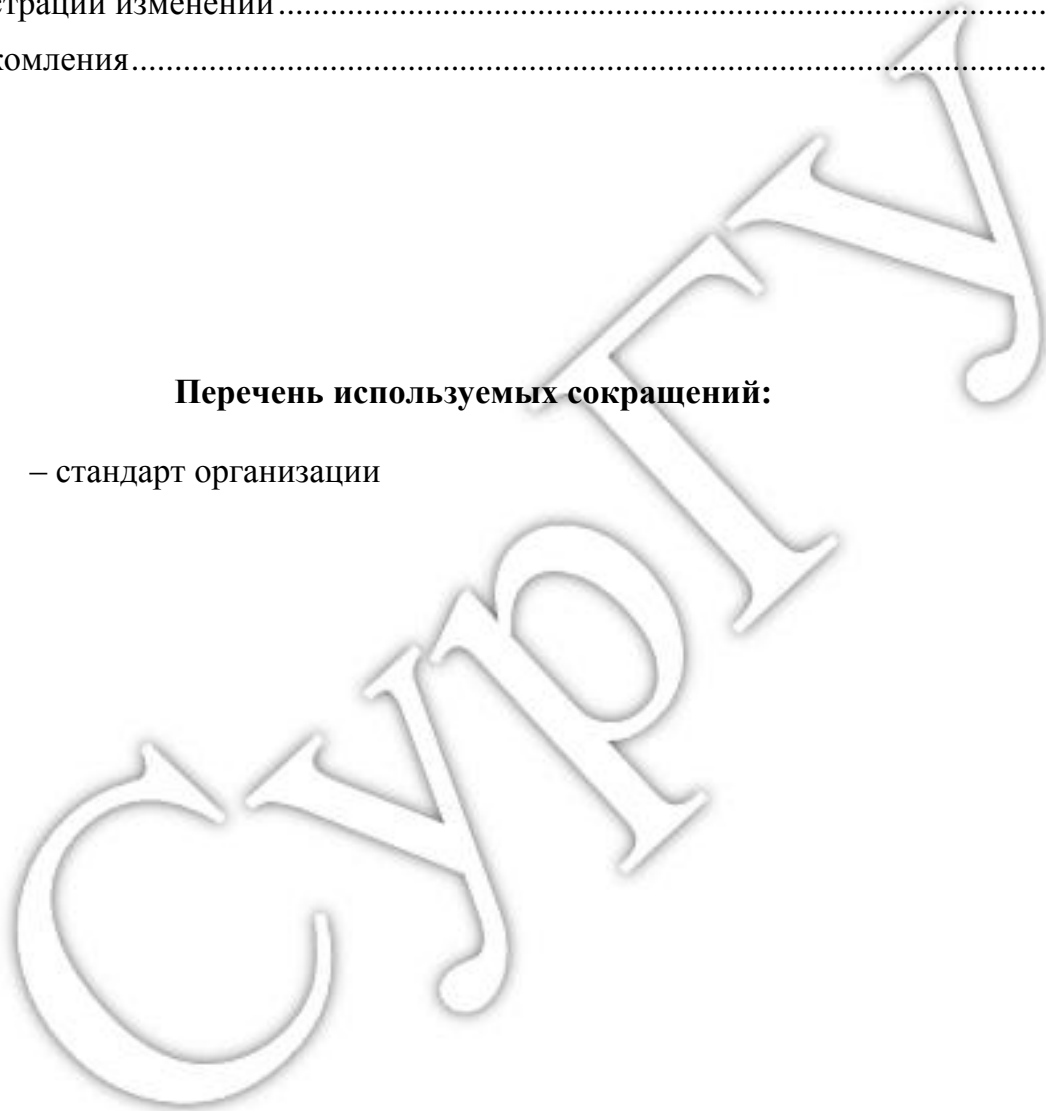 страции изменений....................................................................................................
комления....................................................................................................
Перечень используемых сокращений:
– стандарт организации
СурГУ